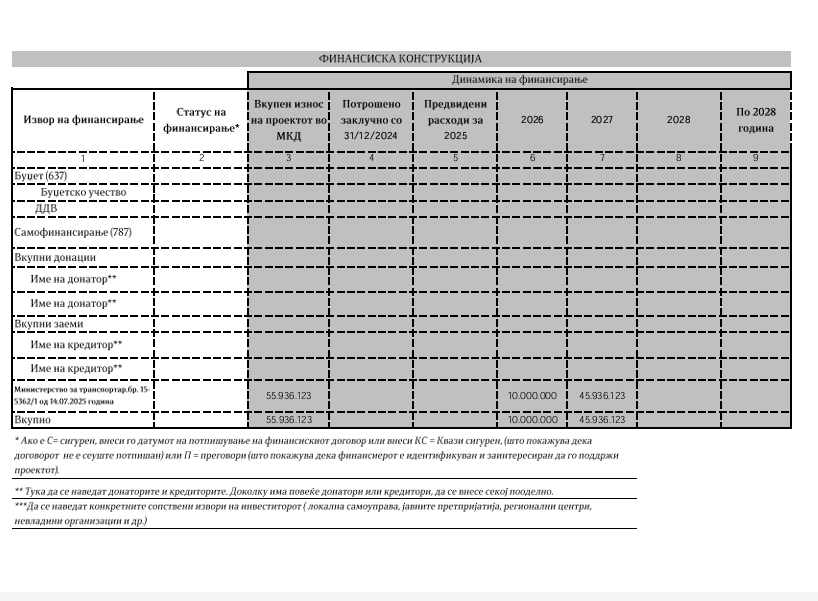 ФИНАНСИСКА КОНСТРУКЦИЈА
Динамика на финансирање
Извор на финансирање
Статус на
финансирање*
Вкупен износ
на проектот во
МКД
Потрошено
заклучно со
31/12/2024
Предвидени
расходи за
2025
2026
2027
2028
По 2028
година
1 2 3 4 5 6 7 8 9
Буџет (637)
Буџетско учество
ДДВ
Самофинансирање (787)
Вкупни донации
Име на донатор**
Име на донатор**
Вкупни заеми
Име на кредитор**
Име на кредитор**
Министерство за транспортар.бр. 15-
5362/1 од 14.07.2025 година
55.936.123 10.000.000 45.936.123
Вкупно 55.936.123 10.000.000 45.936.123
* Ако е С= сигурен, внеси го датумот на потпишување на финансискиот договор или внеси КС = Квази сигурен, (што покажува дека
договорот не е сеуште потпишан) или П = преговори (што покажува дека финансиерот е идентификуван и заинтересиран да го поддржи
проектот).
** Тука да се наведат донаторите и кредиторите. Доколку има повеќе донатори или кредитори, да се внесе секој пооделно.
***Да се наведат конкретните сопствени извори на инвеститорот ( локална самоуправа, јавните претпријатија, регионални центри,
невладини организации и др.)